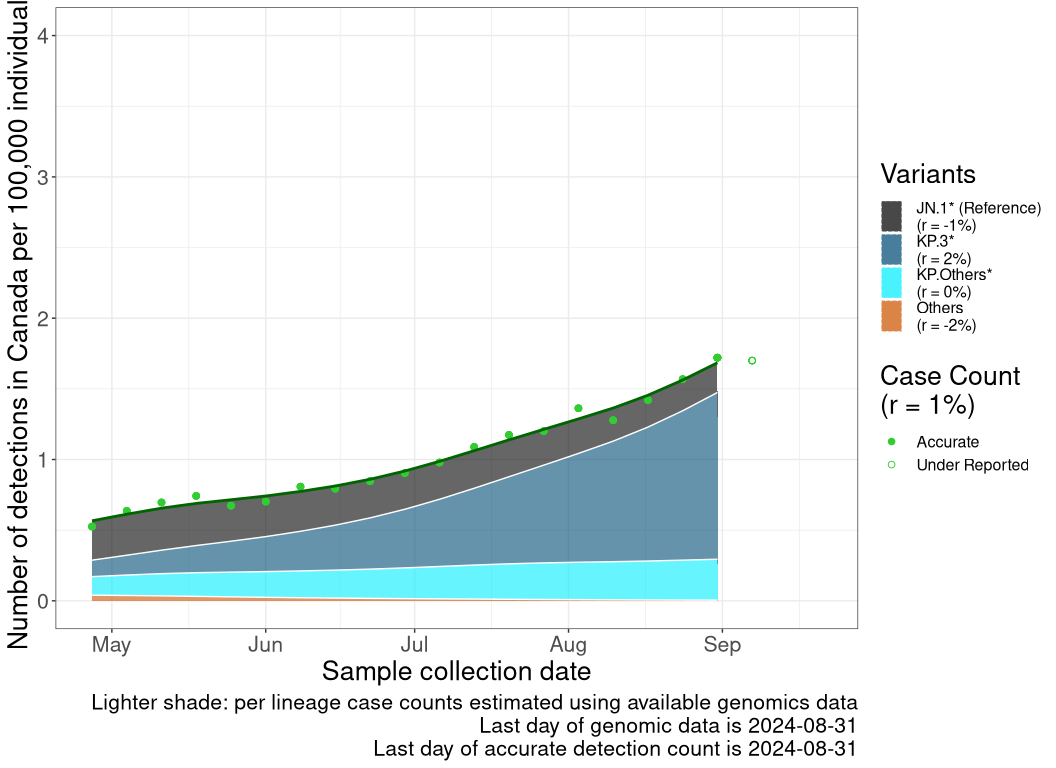 Number of detections in Canada per 100,000 individual
4
3
2
1
0
May
Jun
Jul
Aug
Sep
Sample collection date
Lighter shade: per lineage case counts estimated using available genomics data
Last day of genomic data is 2024-08-31
Last day of accurate detection count is 2024-08-31
Variants
JN.1* (Reference)
(r = -1%)
KP.3*
(r = 2%)
KP.Others*
(r = 0%)
Others
(r = -2%)
Case Count
(r = 1%)
Accurate
Under Reported